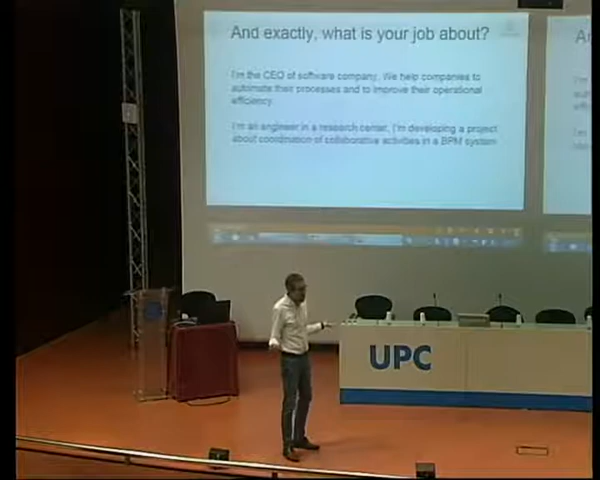 And exactly, what is your job about?
I'm the CEO of software company. We help companies to
automate their processes and to improve their operational
efficiency.
I'm an engineer in a research center, I'm developing a project
about coordination of collaborative activities in a BPM system
UPC